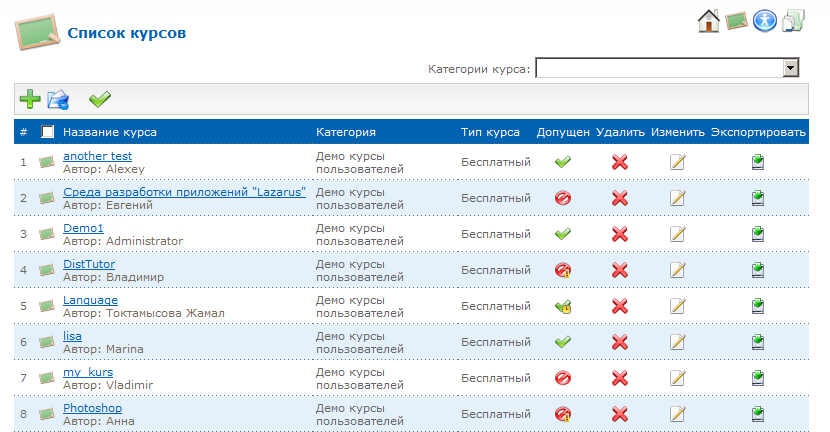 Список курсов
Категории курса:
# Название курса Категория Тип курса Допущен Удалить Изменить Экспортировать
1 another test Демо курсы Бесплатный
Автор: Alexey пользователей
2 Среда разработки приложений "Lazarus" Демо курсы Бесплатный
Автор: Евгений пользователей
3 Demo1 Демо курсы Бесплатный
Автор: Administrator пользователей
4 DistTutor Демо курсы Бесплатный
Автор: Владимир пользователей
5 Language Демо курсы Бесплатный
Автор: Токтамысова Жамал пользователей
6 lisa Демо курсы Бесплатный
Автор: Marina пользователей
7 my_kurs Демо курсы Бесплатный
Автор: Vladimir пользователей
8 Photoshop Демо курсы Бесплатный
Автор: Анна пользователей